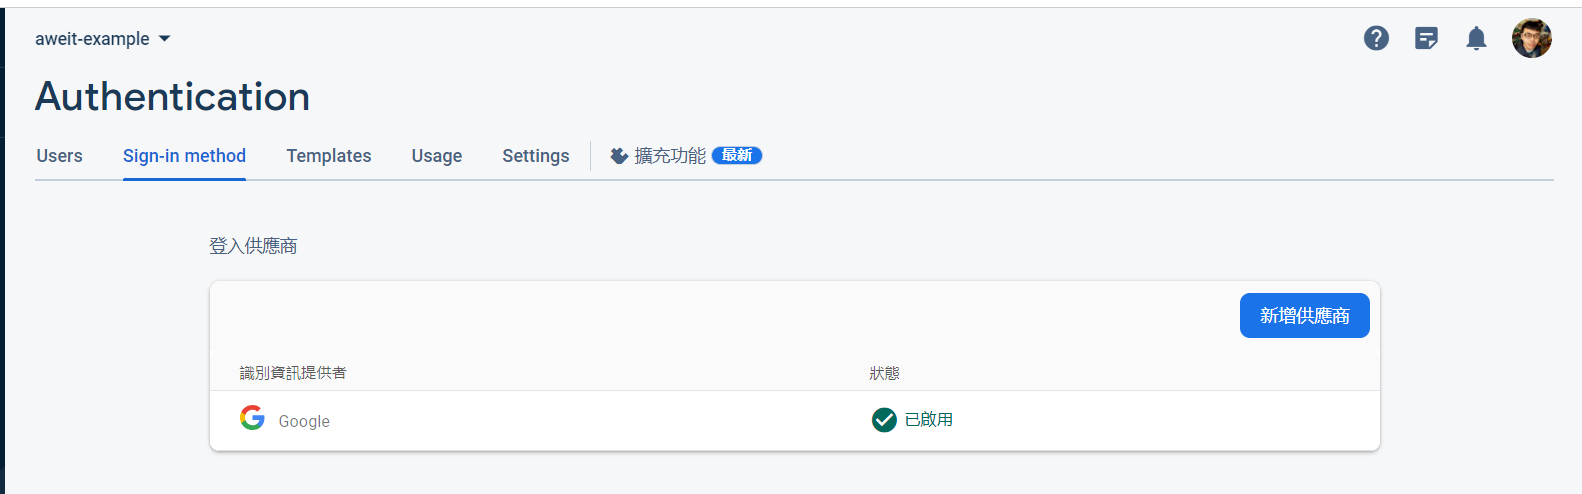 aweit-example
Authentication
Users Sign-in method Templates Usage Settings 擴充功能 最新
登入供應商
新增供應商
識別資訊提供者 狀態
Google 已啟用